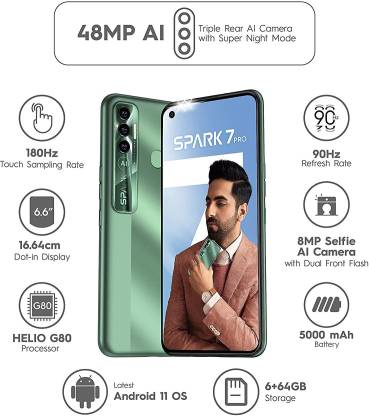 48MP AI
Triple Rear AI Camera
with Super Night Mode
180Hz
Touch Sampling Rate
6.6”
16.64cm
Dot-in Display
G80
HELIO G80
Processor
AI
SPARK
SPARK 7 PRO
90Hz
90Hz
Refresh Rate
8MP Selfie
AI Camera
with Dual Front Flash
5000 mAh
Battery
Latest
Android 11 OS
6+64GB
Storage